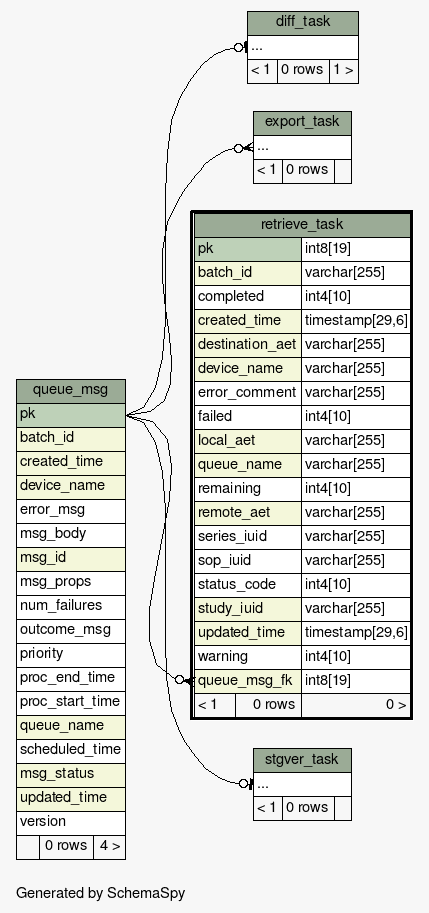 diff_task
...
< 1 0 rows 1 >
export_task
...
< 1 0 rows
retrieve_task
pk int8[19]
batch_id varchar[255]
completed int4[10]
created_time timestamp[29,6]
destination_aet varchar[255]
device_name varchar[255]
error_comment varchar[255]
failed int4[10]
local_aet varchar[255]
queue_name varchar[255]
remaining int4[10]
remote_aet varchar[255]
series_iuid varchar[255]
sop_iuid varchar[255]
status_code int4[10]
study_iuid varchar[255]
updated_time timestamp[29,6]
warning int4[10]
queue_msg_fk int8[19]
< 1 0 rows 0 >
queue_msg
pk
batch_id
created_time
device_name
error_msg
msg_body
msg_id
msg_props
num_failures
outcome_msg
priority
proc_end_time
proc_start_time
queue_name
scheduled_time
msg_status
updated_time
version
0 rows 4 >
stgver_task
...
< 1 0 rows
Generated by SchemaSpy